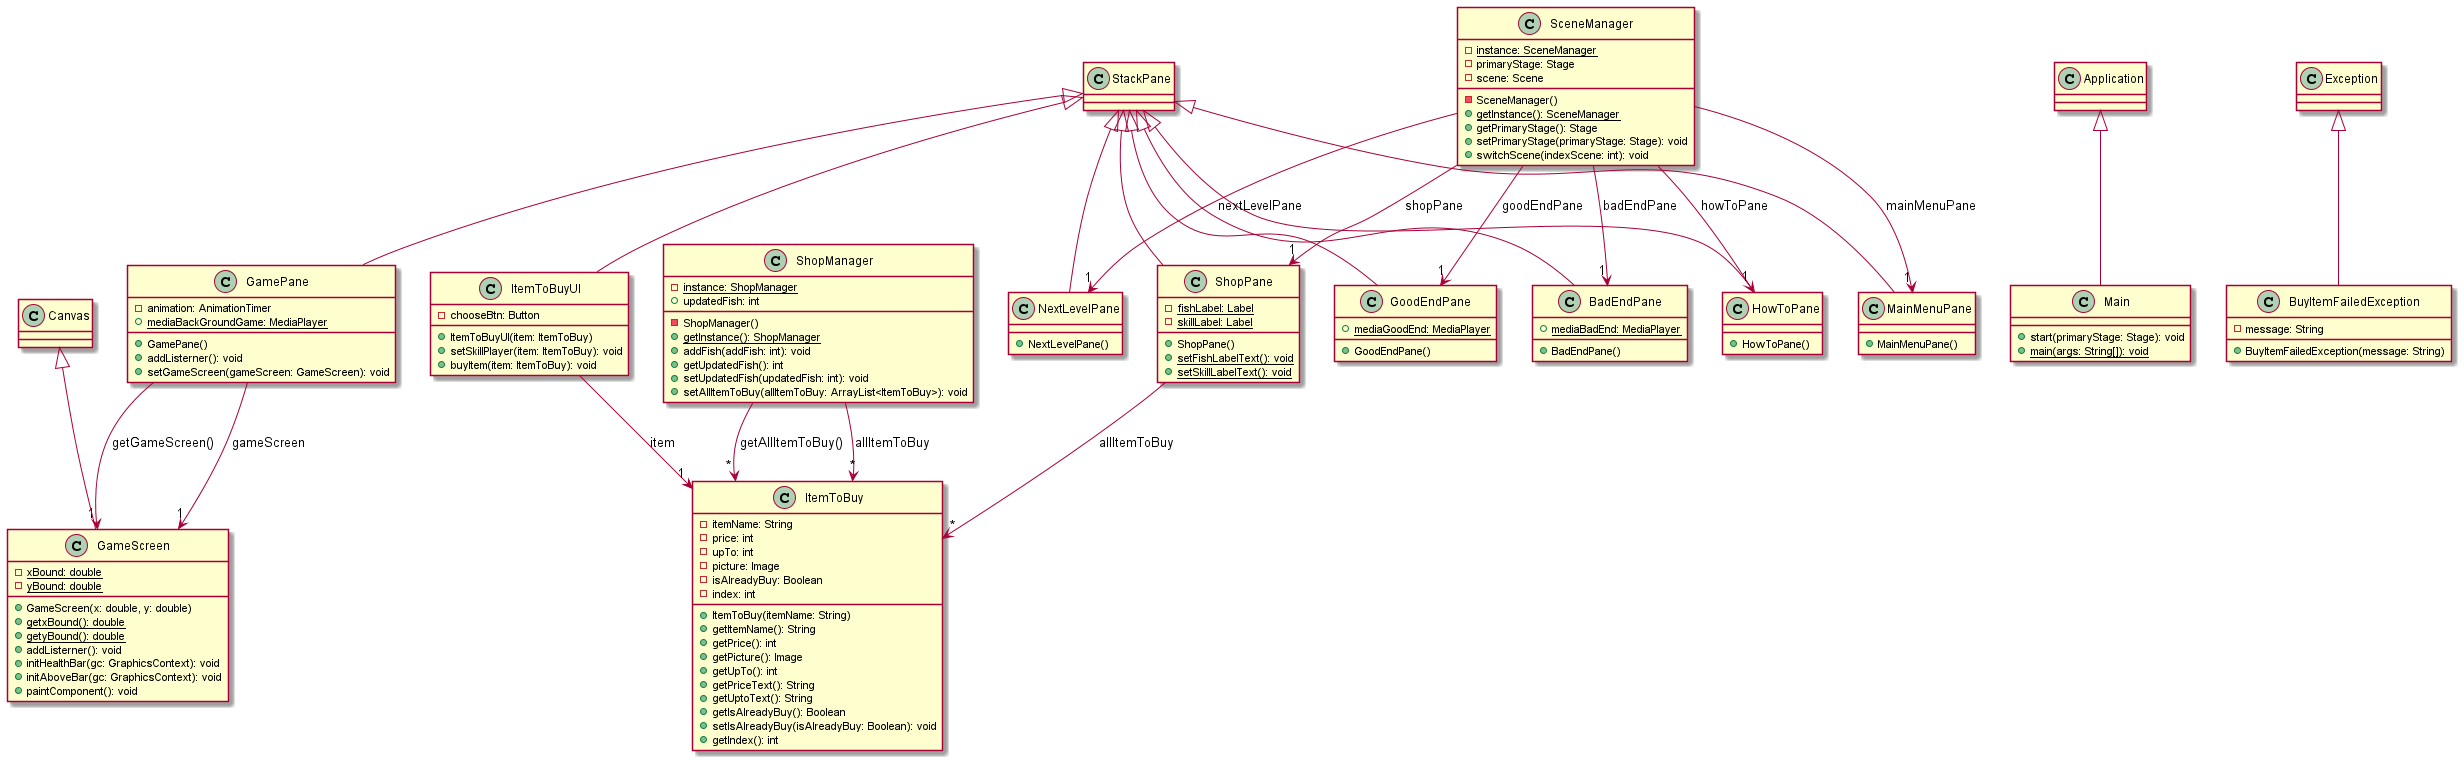 C SceneManager
instance: SceneManager
primaryStage: Stage
scene: Scene
SceneManager()
getInstance(): SceneManager
getPrimaryStage(): Stage
setPrimaryStage(primaryStage: Stage): void
switchScene(indexScene: int): void
C StackPane
C Application
C Exception
nextLevelPane
shopPane
goodEndPane
badEndPane
howToPane
mainMenuPane
1
1
1
1
1
1
C Canvas
C GamePane
animation: AnimationTimer
mediaBackGroundGame: MediaPlayer
GamePane()
addListerner(): void
setGameScreen(gameScreen: GameScreen): void
C ItemToBuyUI
chooseBtn: Button
ItemToBuyUI(item: ItemToBuy)
setSkillPlayer(item: ItemToBuy): void
buyItem(item: ItemToBuy): void
C ShopManager
instance: ShopManager
updatedFish: int
ShopManager()
getInstance(): ShopManager
addFish(addFish: int): void
getUpdatedFish(): int
setUpdatedFish(updatedFish: int): void
setAllItemToBuy(allItemToBuy: ArrayList<ItemToBuy>): void
C NextLevelPane
NextLevelPane()
C ShopPane
fishLabel: Label
skillLabel: Label
ShopPane()
setFishLabelText(): void
setSkillLabelText(): void
C GoodEndPane
mediaGoodEnd: MediaPlayer
GoodEndPane()
C BadEndPane
mediaBadEnd: MediaPlayer
BadEndPane()
C HowToPane
HowToPane()
C MainMenuPane
MainMenuPane()
C Main
start(primaryStage: Stage): void
main(args: String[]): void
C BuyItemFailedException
message: String
BuyItemFailedException(message: String)
getGameScreen()
gameScreen
item
getAllItemToBuy()
allItemToBuy
allItemToBuy
1
1
1
*
*
*
C GameScreen
xBound: double
yBound: double
GameScreen(x: double, y: double)
getxBound(): double
getyBound(): double
addListerner(): void
initHealthBar(gc: GraphicsContext): void
initAboveBar(gc: GraphicsContext): void
paintComponent(): void
C ItemToBuy
itemName: String
price: int
upTo: int
picture: Image
isAlreadyBuy: Boolean
index: int
ItemToBuy(itemName: String)
getItemName(): String
getPrice(): int
getPicture(): Image
getUpTo(): int
getPriceText(): String
getUptoText(): String
getIsAlreadyBuy(): Boolean
setIsAlreadyBuy(isAlreadyBuy: Boolean): void
getIndex(): int